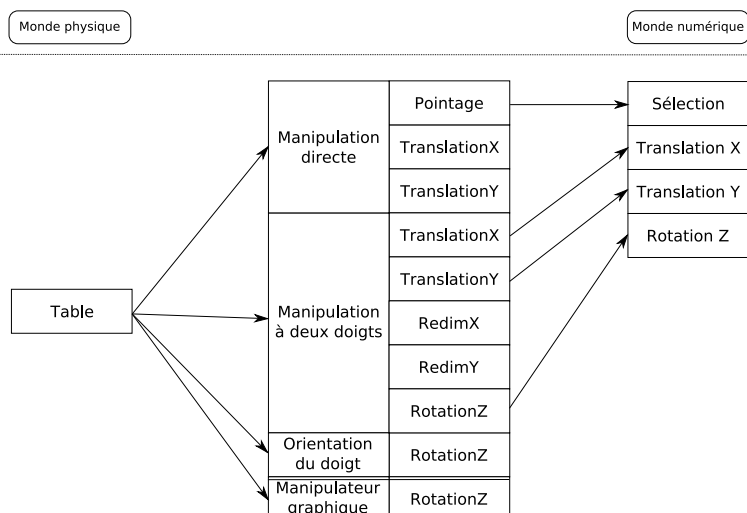 Monde physique
Monde numérique
Table
Manipulation
directe
Pointage
TranslationX
TranslationY
Manipulation
à deux doigts
TranslationX
TranslationY
RedimX
RedimY
RotationZ
Orientation
du doigt
RotationZ
Manipulateur
graphique
RotationZ
Sélection
Translation X
Translation Y
Rotation Z